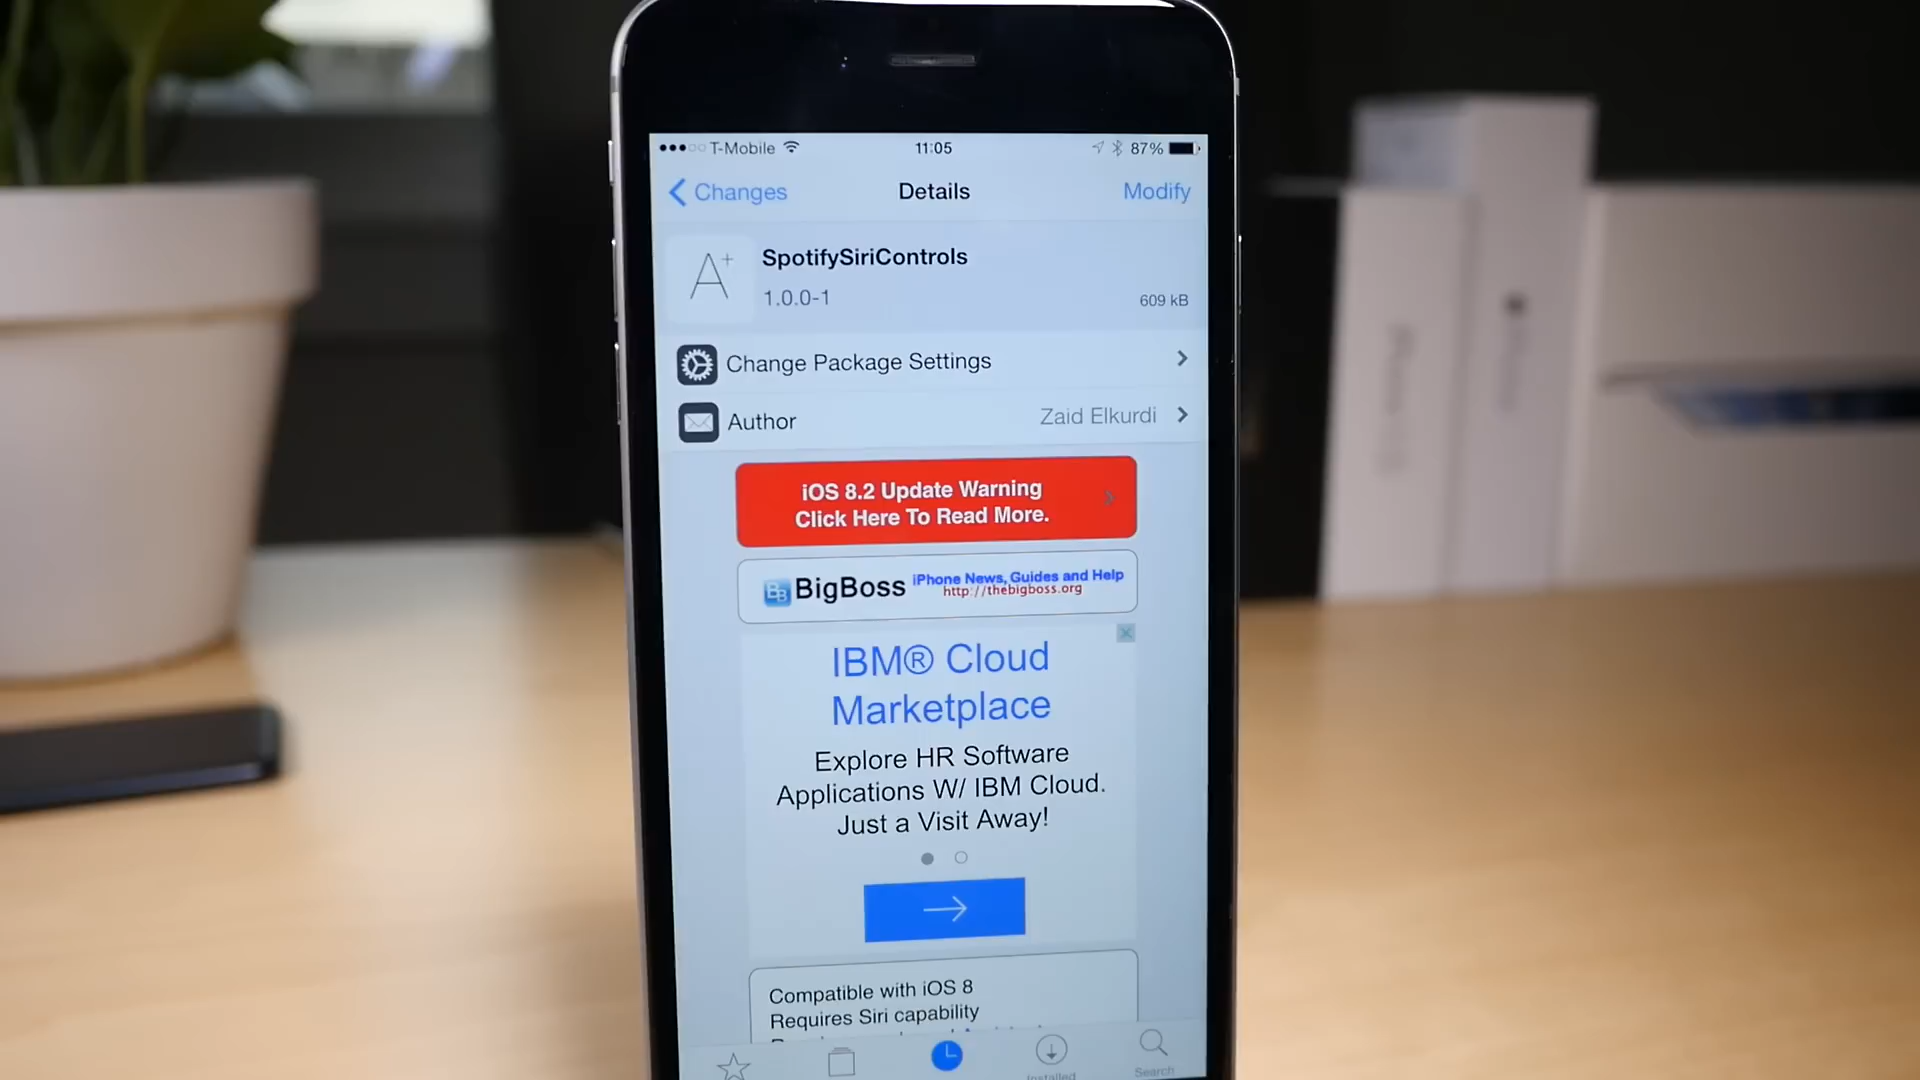 T-Mobile 11:05 87%
Changes Details Modify
A+
SpotifySiriControls
1.0.0-1 609 kB
Change Package Settings
Author Zaid Elkurdi
iOS 8.2 Update Warning
Click Here To Read More.
BB BigBoss iPhone News, Guides and Help
http://thebigboss.org
IBM® Cloud
Marketplace
Explore HR Software
Applications W/ IBM Cloud.
Just a Visit Away!
Compatible with iOS 8
Requires Siri capability
Installed Search